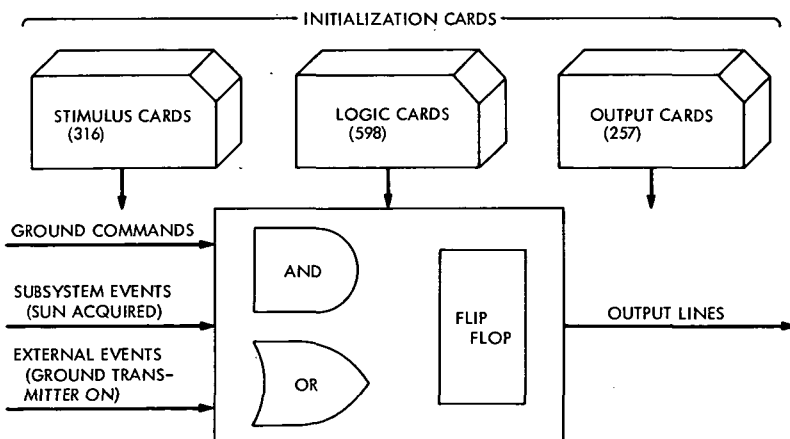 INITIALIZATION CARDS
STIMULUS CARDS
(316)
LOGIC CARDS
(598)
OUTPUT CARDS
(257)
GROUND COMMANDS
SUBSYSTEM EVENTS
(SUN ACQUIRED)
EXTERNAL EVENTS
(GROUND TRANS-
MITTER ON)
AND
OR
FLIP
FLOP
OUTPUT LINES